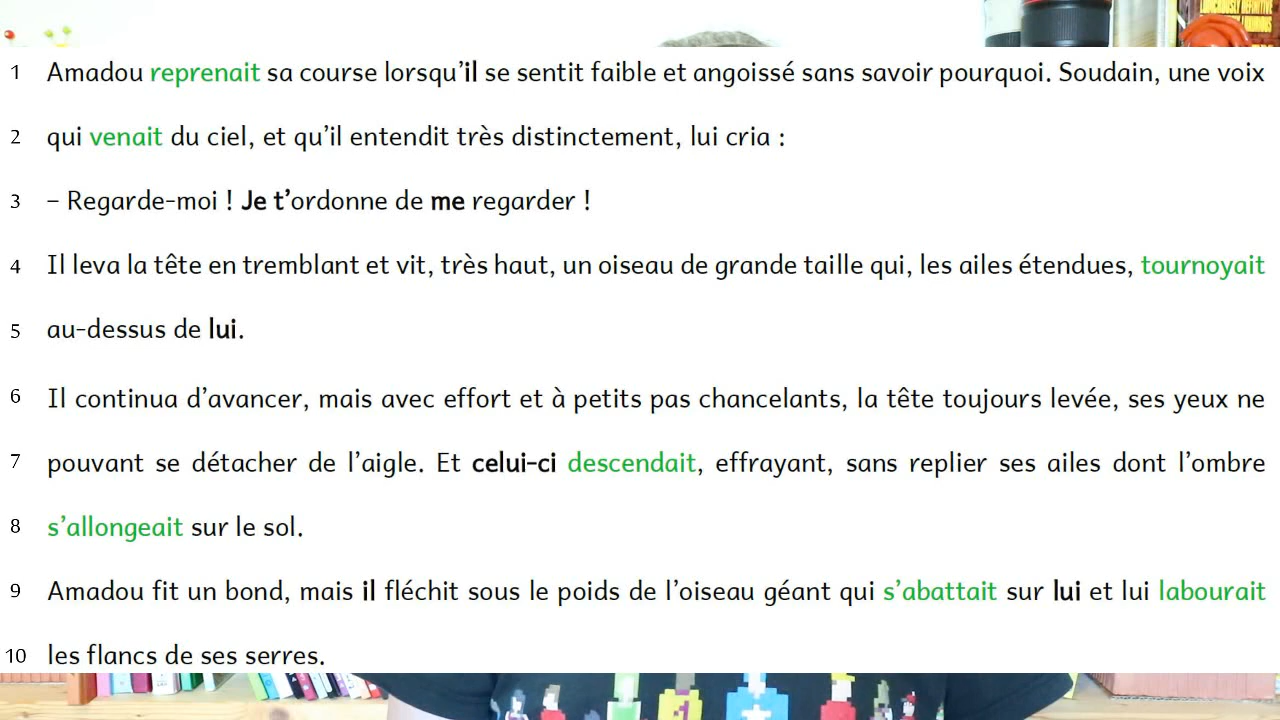 LUNCHOUSLY DEFINITIVE
1 Amadou reprenait sa course lorsqu’il se sentit faible et angoissé sans savoir pourquoi. Soudain, une voix
2 qui venait du ciel, et qu’il entendit très distinctement, lui cria :
3 – Regarde-moi ! Je t’ordonne de me regarder !
4 Il leva la tête en tremblant et vit, très haut, un oiseau de grande taille qui, les ailes étendues, tournoyait
5 au-dessus de lui.
6 Il continua d’avancer, mais avec effort et à petits pas chancelants, la tête toujours levée, ses yeux ne
7 pouvant se détacher de l’aigle. Et celui-ci descendait, effrayant, sans replier ses ailes dont l’ombre
8 s’allongeait sur le sol.
9 Amadou fit un bond, mais il fléchit sous le poids de l’oiseau géant qui s’abattait sur lui et lui labourait
10 les flancs de ses serres.